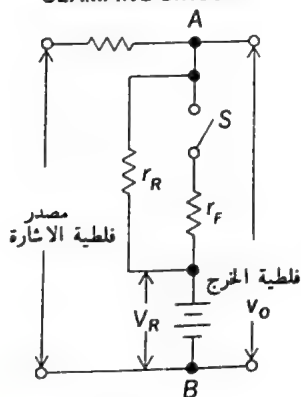 A
S
r_R
r_F
مصدر
فلطية الاشارة
فلطية الخرج
V_R
v_o
B